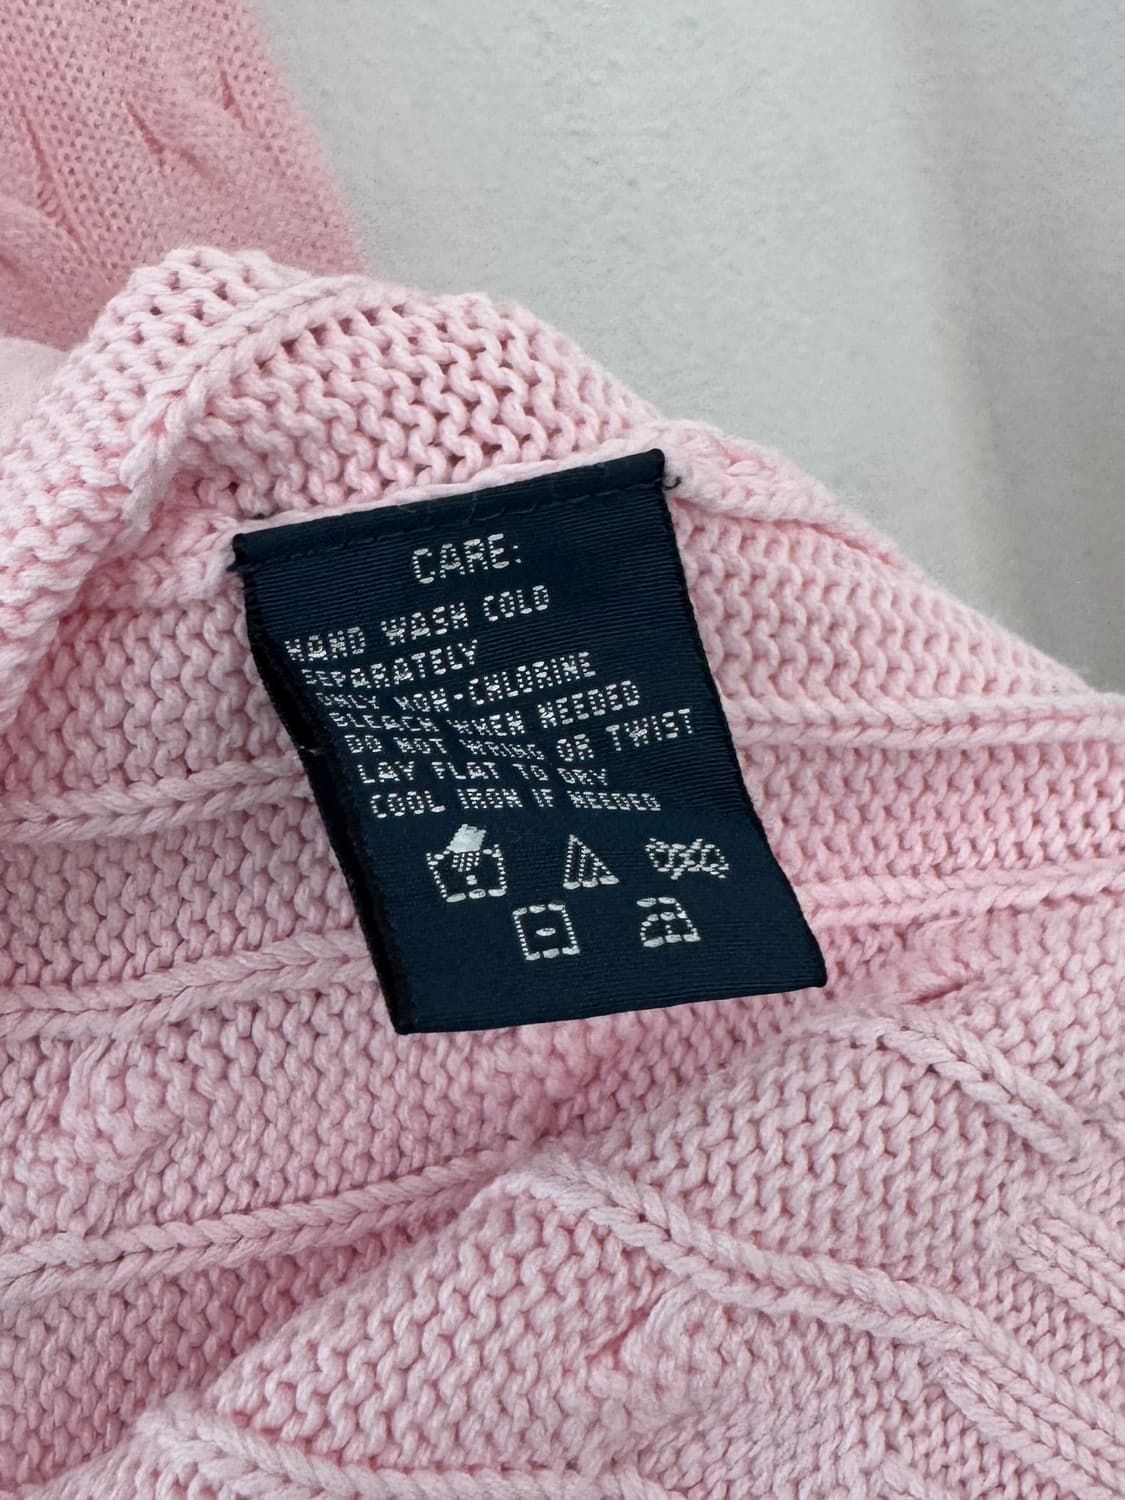 CARE:
HAND WASH COLD
SEPARATELY
ONLY NON-CHLORINE
BLEACH WHEN NEEDED
DO NOT WRING OR TWIST
LAY FLAT TO DRY
COOL IRON IF NEEDED